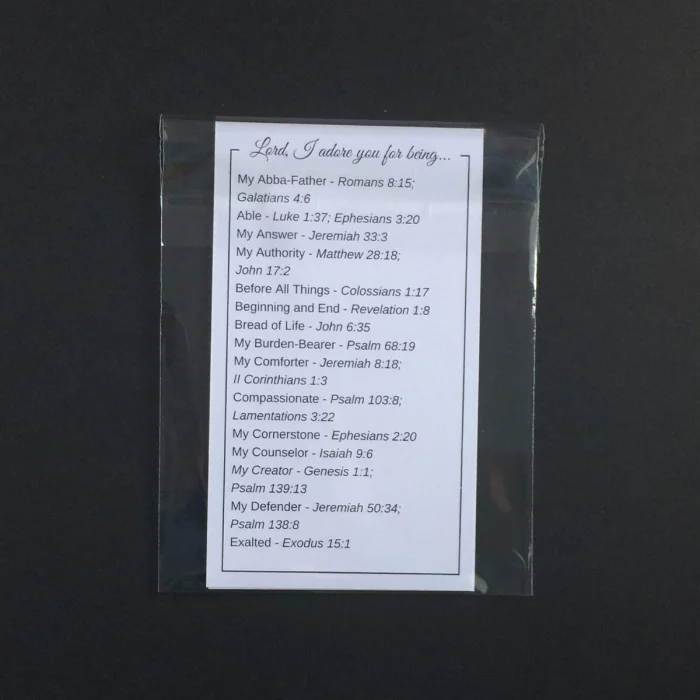 Lord, I adore you for being...
My Abba-Father - Romans 8:15;
Galatians 4:6
Able - Luke 1:37; Ephesians 3:20
My Answer - Jeremiah 33:3
My Authority - Matthew 28:18;
John 17:2
Before All Things - Colossians 1:17
Beginning and End - Revelation 1:8
Bread of Life - John 6:35
My Burden-Bearer - Psalm 68:19
My Comforter - Jeremiah 8:18;
II Corinthians 1:3
Compassionate - Psalm 103:8;
Lamentations 3:22
My Cornerstone - Ephesians 2:20
My Counselor - Isaiah 9:6
My Creator - Genesis 1:1;
Psalm 139:13
My Defender - Jeremiah 50:34;
Psalm 138:8
Exalted - Exodus 15:1